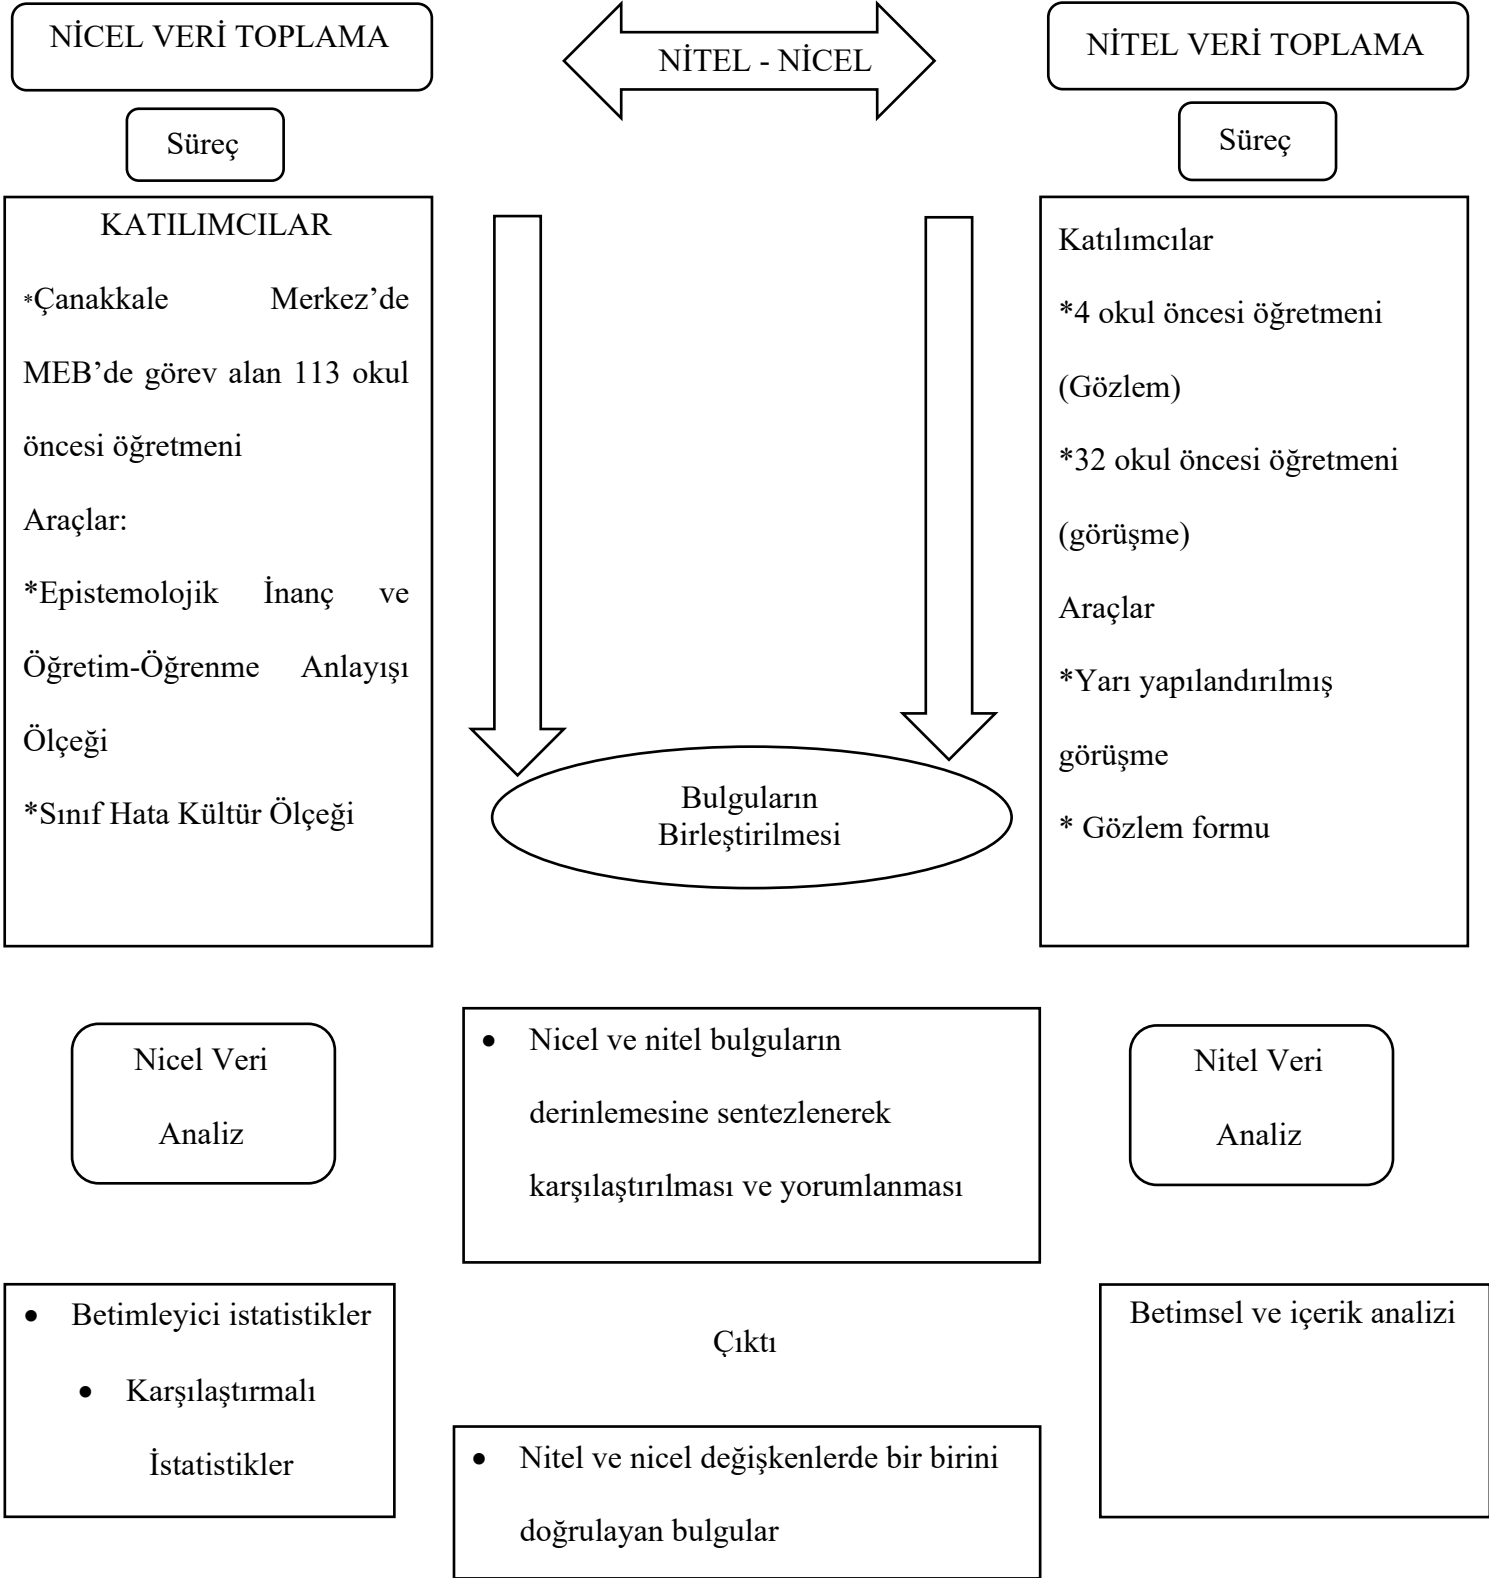 NİCEL VERİ TOPLAMA
NİTEL - NİCEL
NİTEL VERİ TOPLAMA
Süreç
Süreç
KATILIMCILAR
*Çanakkale Merkez’de
MEB’de görev alan 113 okul
öncesi öğretmeni
Araçlar:
*Epistemolojik İnanç ve
Öğretim-Öğrenme Anlayışı
Ölçeği
*Sınıf Hata Kültür Ölçeği
Bulguların
Birleştirilmesi
Katılımcılar
*4 okul öncesi öğretmeni
(Gözlem)
*32 okul öncesi öğretmeni
(görüşme)
Araçlar
*Yarı yapılandırılmış
görüşme
* Gözlem formu
Nicel Veri
Analiz
• Nicel ve nitel bulguların
derinlemesine sentezlenerek
karşılaştırılması ve yorumlanması
Nitel Veri
Analiz
• Betimleyici istatistikler
• Karşılaştırmalı
İstatistikler
Çıktı
Betimsel ve içerik analizi
• Nitel ve nicel değişkenlerde bir birini
doğrulayan bulgular